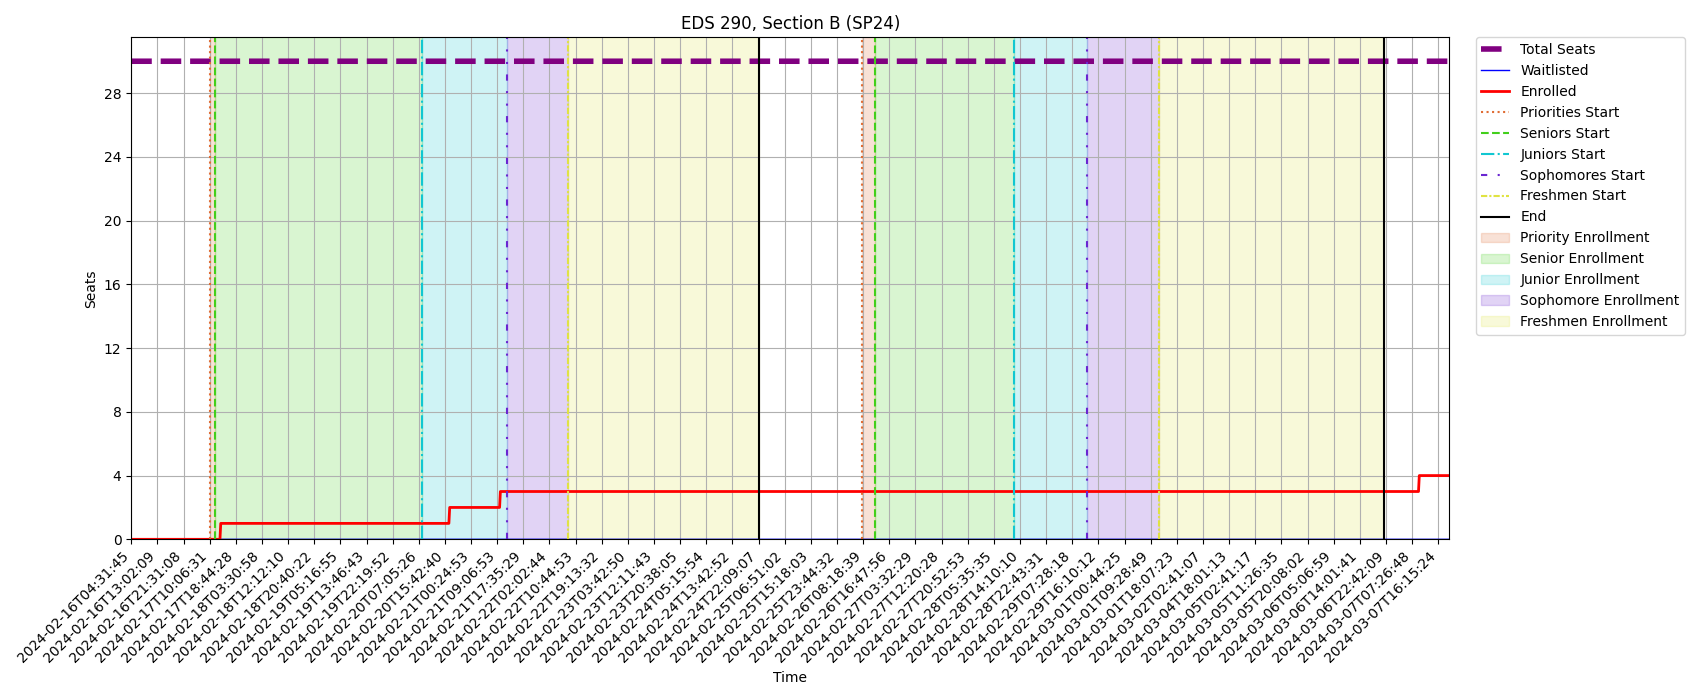 EDS 290, Section B (SP24)
Total Seats
Waitlisted
Enrolled
Priorities Start
Seniors Start
Juniors Start
Sophomores Start
Freshmen Start
End
Priority Enrollment
Senior Enrollment
Junior Enrollment
Sophomore Enrollment
Freshmen Enrollment
Seats
28
24
20
16
12
8
4
0
2024-02-16T04:31:45
2024-02-16T13:02:09
2024-02-16T21:31:08
2024-02-17T10:06:31
2024-02-17T18:44:28
2024-02-18T03:30:58
2024-02-18T12:12:10
2024-02-18T20:40:22
2024-02-19T05:16:55
2024-02-19T13:46:43
2024-02-19T22:19:52
2024-02-20T07:05:26
2024-02-20T15:42:40
2024-02-21T00:24:53
2024-02-21T09:06:53
2024-02-21T17:35:29
2024-02-22T02:02:44
2024-02-22T10:44:53
2024-02-22T19:13:32
2024-02-23T03:42:50
2024-02-23T12:11:43
2024-02-23T20:38:05
2024-02-24T05:15:54
2024-02-24T13:42:52
2024-02-24T22:09:07
2024-02-25T06:51:02
2024-02-25T15:18:03
2024-02-25T23:44:32
2024-02-26T08:18:39
2024-02-26T16:47:56
2024-02-27T03:32:29
2024-02-27T12:20:28
2024-02-27T20:52:53
2024-02-28T05:35:35
2024-02-28T14:10:10
2024-02-28T22:43:31
2024-02-29T07:28:18
2024-02-29T16:10:12
2024-03-01T00:44:25
2024-03-01T09:28:49
2024-03-01T18:07:23
2024-03-02T02:41:07
2024-03-04T18:01:13
2024-03-05T02:41:17
2024-03-05T11:26:35
2024-03-05T20:08:02
2024-03-06T05:06:59
2024-03-06T14:01:41
2024-03-06T22:42:09
2024-03-07T07:26:48
2024-03-07T16:15:24
Time